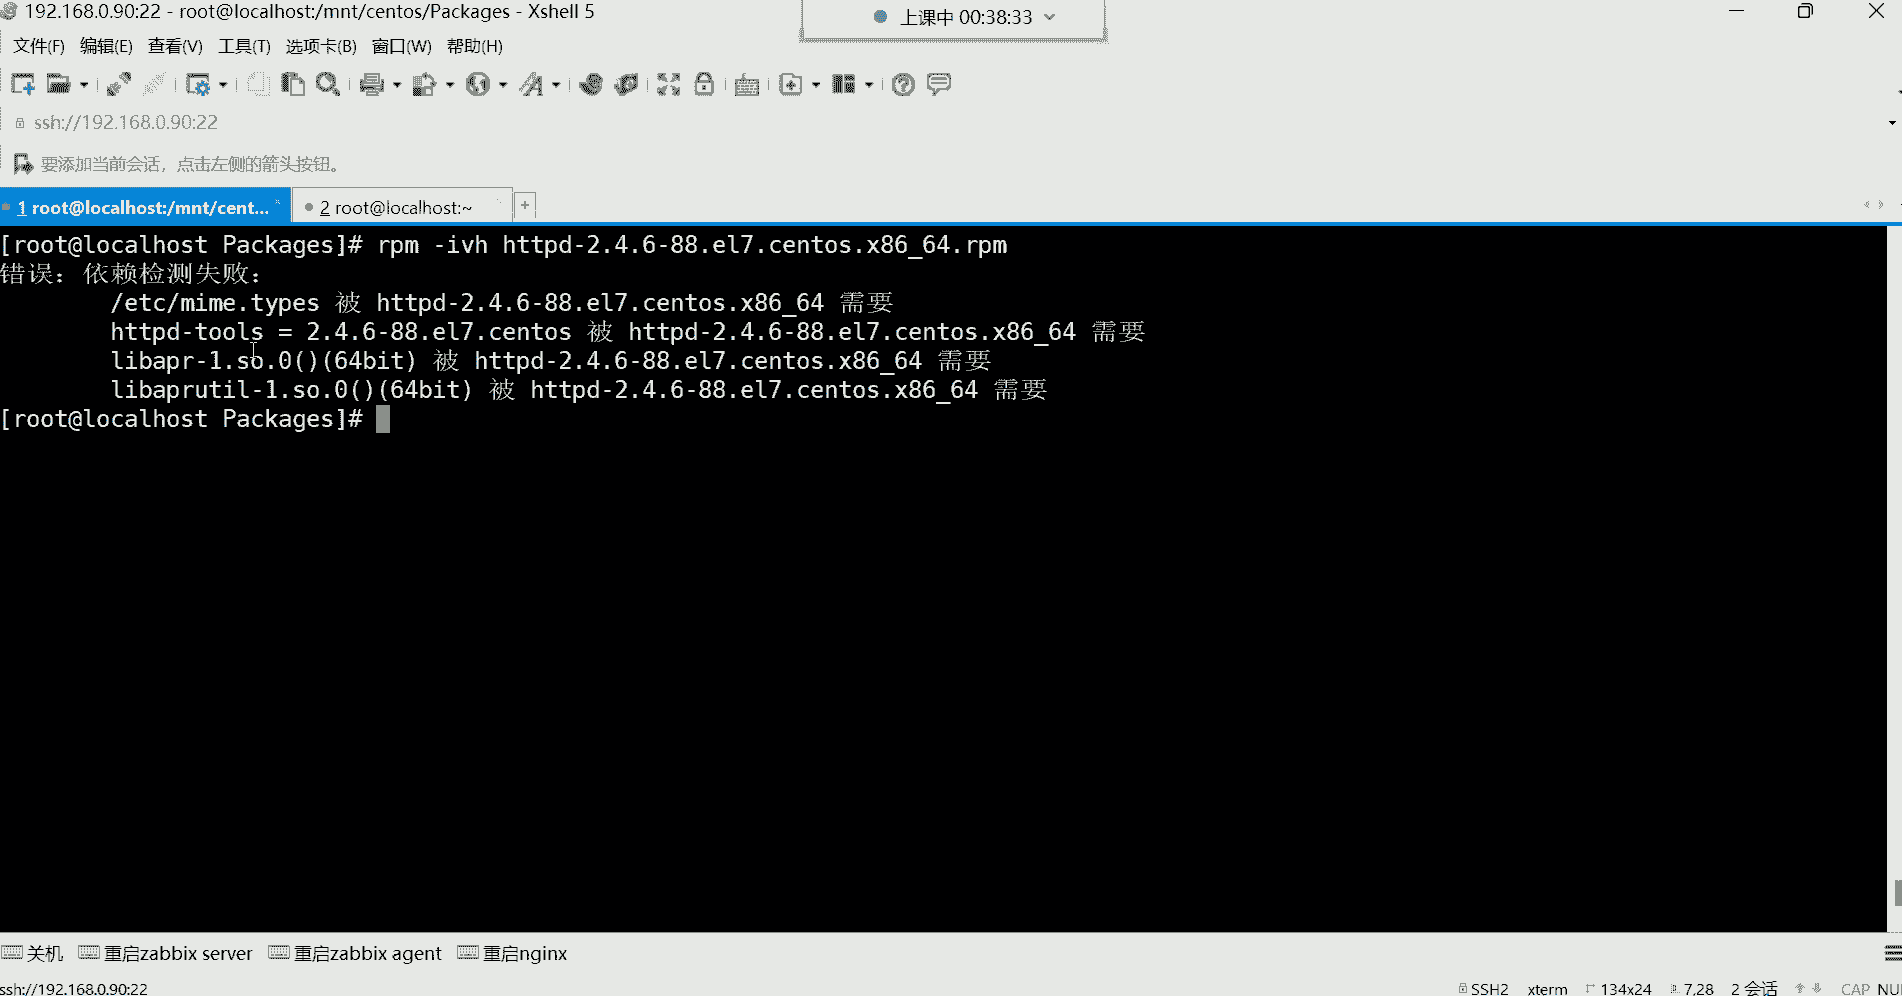 192.168.0.90:22 - root@localhost:/mnt/centos/Packages - Xshell 5
上课中 00:38:33
文件(F) 编辑(E) 查看(V) 工具(T) 选项卡(B) 窗口(W) 帮助(H)
ssh://192.168.0.90:22
要添加当前会话，点击左侧的箭头按钮。
1 root@localhost:/mnt/cent...
2 root@localhost:~
[root@localhost Packages]# rpm -ivh httpd-2.4.6-88.el7.centos.x86_64.rpm
错误：依赖检测失败：
/etc/mime.types 被 httpd-2.4.6-88.el7.centos.x86_64 需要
httpd-tools = 2.4.6-88.el7.centos 被 httpd-2.4.6-88.el7.centos.x86_64 需要
libapr-1.so.0()(64bit) 被 httpd-2.4.6-88.el7.centos.x86_64 需要
libaprutil-1.so.0()(64bit) 被 httpd-2.4.6-88.el7.centos.x86_64 需要
[root@localhost Packages]#
关机 重启zabbix server 重启zabbix agent 重启nginx
ssh://192.168.0.90:22 SSH2 xterm 134x24 7,28 2 会话 CAP NU